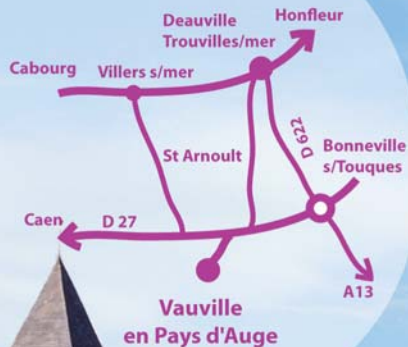 Honfleur
Deauville
Trouvilles/mer
Cabourg
Villers s/mer
D 622
St Arnoult
Bonneville
s/Touques
Caen
D 27
A13
Vauville
en Pays d'Auge